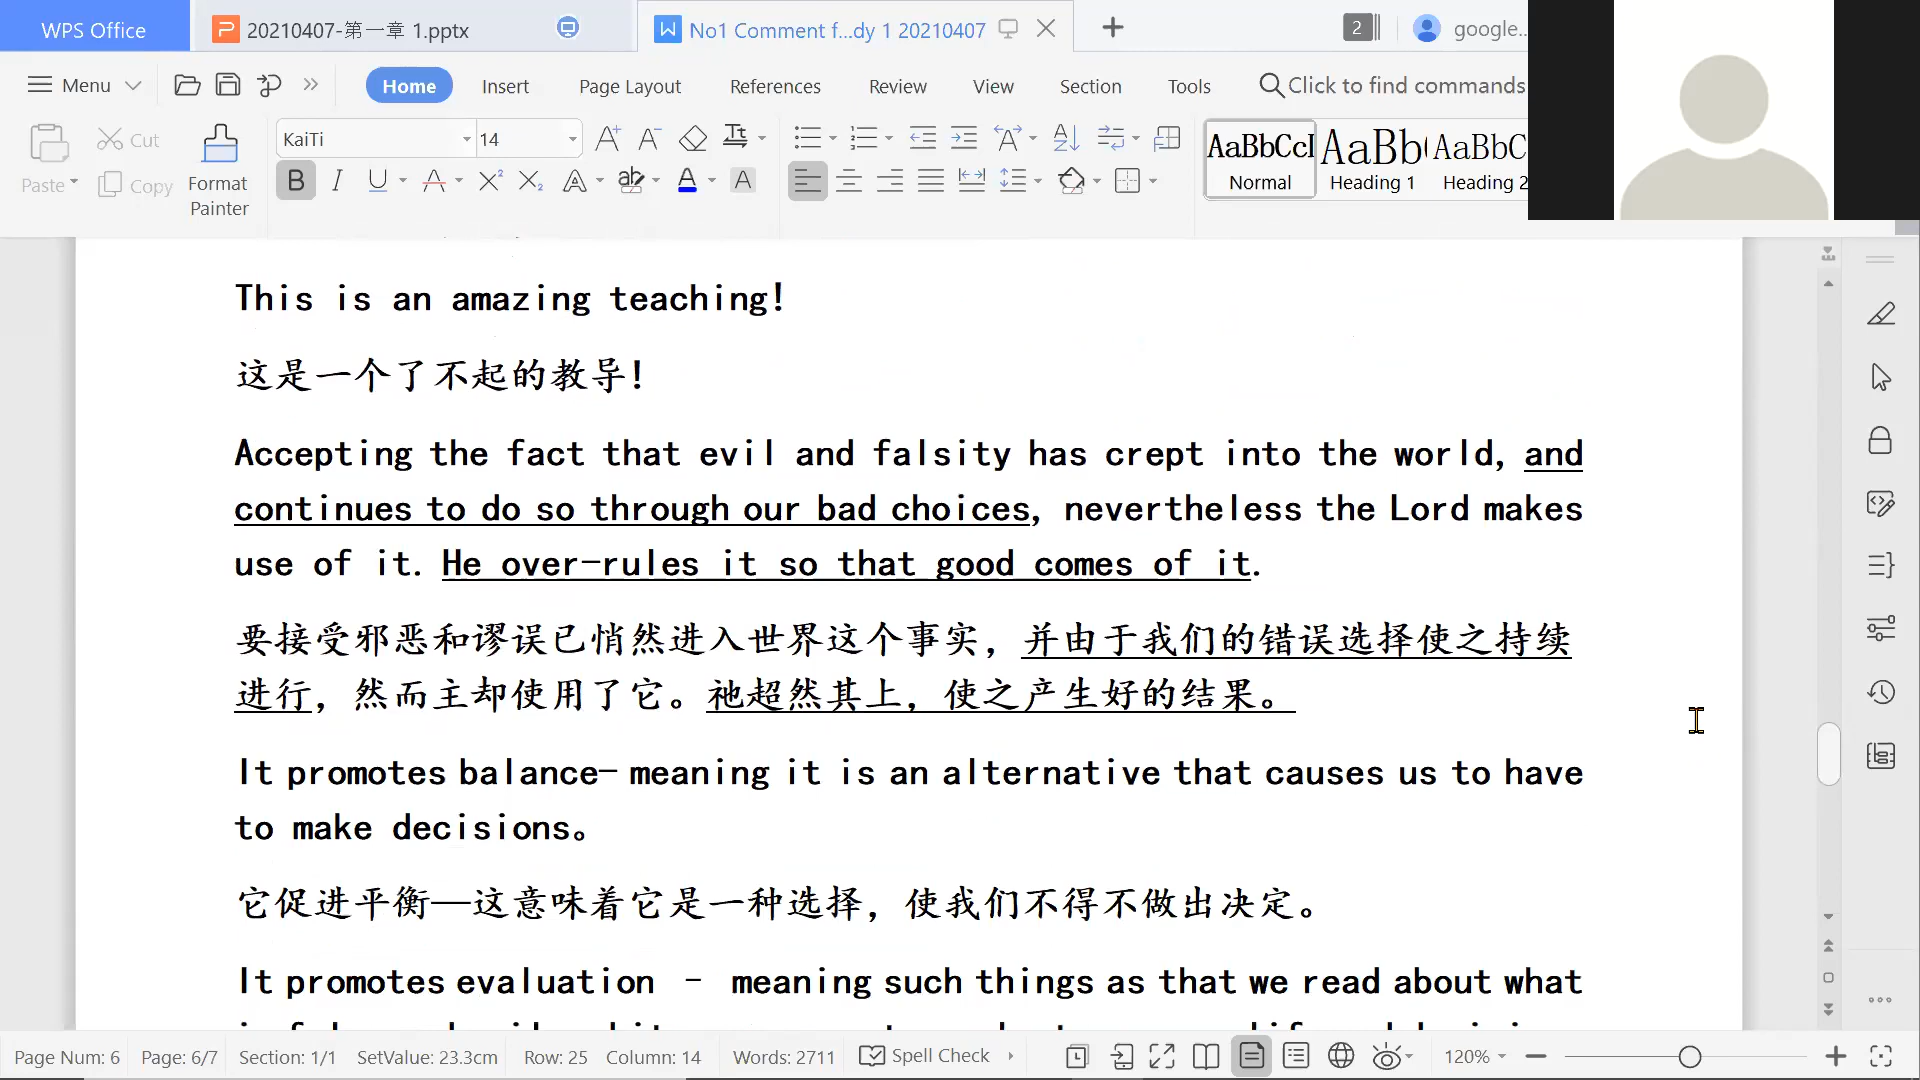 WPS Office
20210407-第一章 1.pptx
No1 Comment f...dy 1 20210407
2
google..
Menu
Home
Insert
Page Layout
References
Review
View
Section
Tools
Click to find commands
Paste
Cut
Copy
Format
Painter
KaiTi
14
AaBbCcI
Normal
AaBb(
Heading 1
AaBbC
Heading 2
This is an amazing teaching!
这是一个了不起的教导!
Accepting the fact that evil and falsity has crept into the world, and
continues to do so through our bad choices, nevertheless the Lord makes
use of it. He over-rules it so that good comes of it.
要接受邪恶和谬误已悄然进入世界这个事实，并由于我们的错误选择使之持续
进行，然而主却使用了它。祂超然其上，使之产生好的结果。
It promotes balance- meaning it is an alternative that causes us to have
to make decisions。
它促进平衡—这意味着它是一种选择，使我们不得不做出决定。
It promotes evaluation - meaning such things as that we read about what
Page Num: 6
Page: 6/7
Section: 1/1
SetValue: 23.3cm
Row: 25
Column: 14
Words: 2711
Spell Check
120%